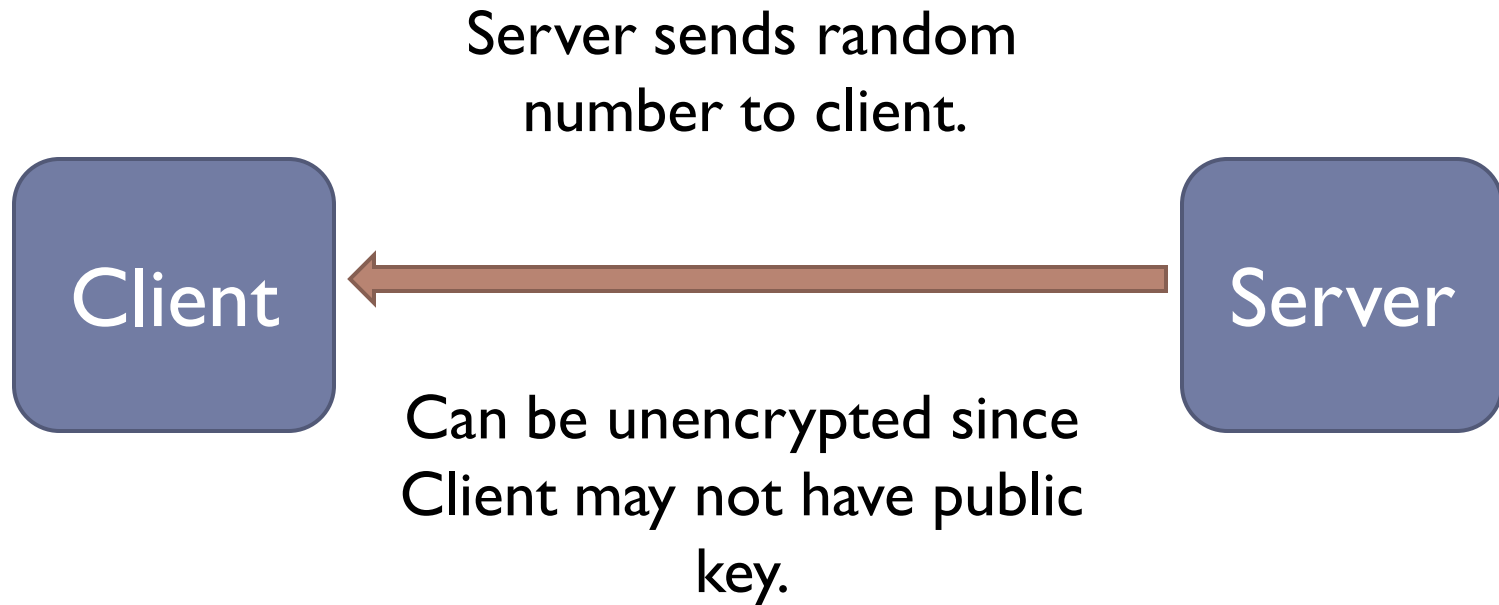 Server sends random
number to client.
Client
Server
Can be unencrypted since
Client may not have public
key.